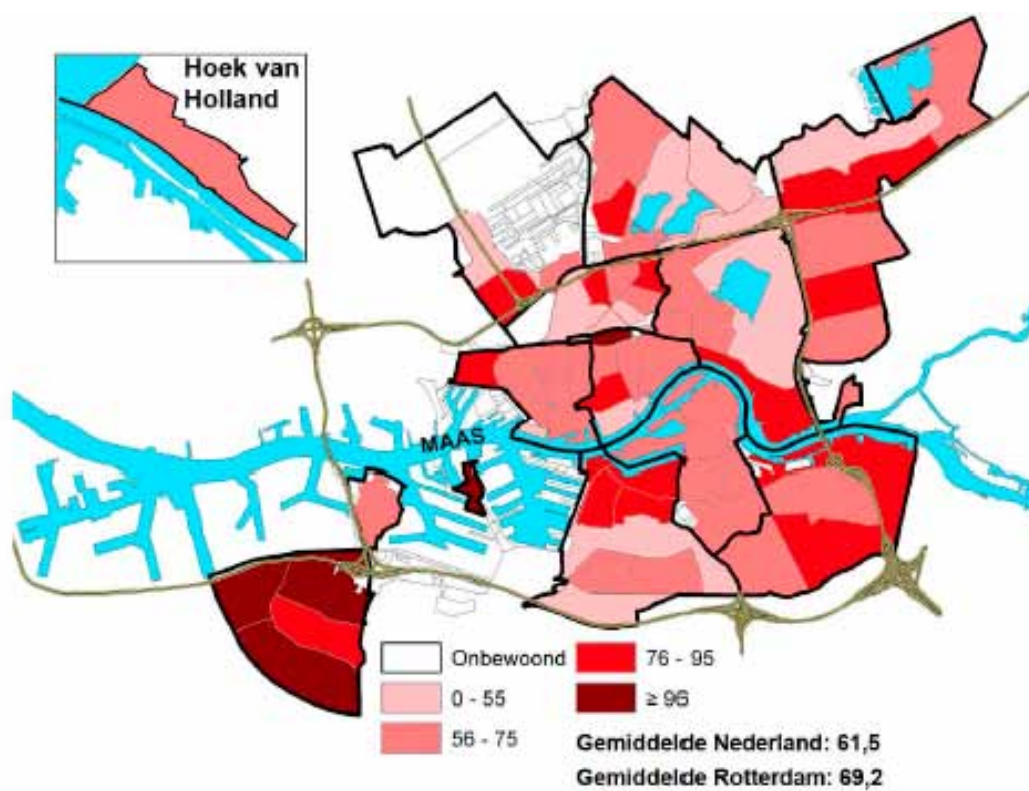 Hoek van
Holland
MAAS
Onbewoond
0 - 55
56 - 75
76 - 95
≥ 96
Gemiddelde Nederland: 61,5
Gemiddelde Rotterdam: 69,2